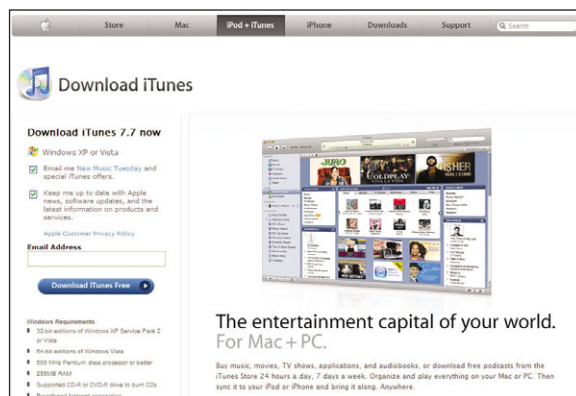 Store Mac iPod + iTunes iPhone Downloads Support Search
Download iTunes
Download iTunes 7.7 now
Windows XP or Vista
Email me New Music Tuesday and
special iTunes offers.
Keep me up to date with Apple
news, software updates, and the
latest information on products and
services.
Apple Customer Privacy Policy
Email Address
Download iTunes Free
Windows Requirements
32-bit editions of Windows XP Service Pack 2
or Vista
64-bit editions of Windows Vista
500 MHz Pentium class processor or better
256MB RAM
Supported CD-R or DVD-R drive to burn CDs
Broadband Internet connection
JUNO
COLDPLAY
VIVA LA VIDA
USHER
The entertainment capital of your world.
For Mac + PC.
Buy music, movies, TV shows, applications, and audiobooks, or download free podcasts from the
iTunes Store 24 hours a day, 7 days a week. Organize and play everything on your Mac or PC. Then
sync it to your iPod or iPhone and bring it along. Anywhere.